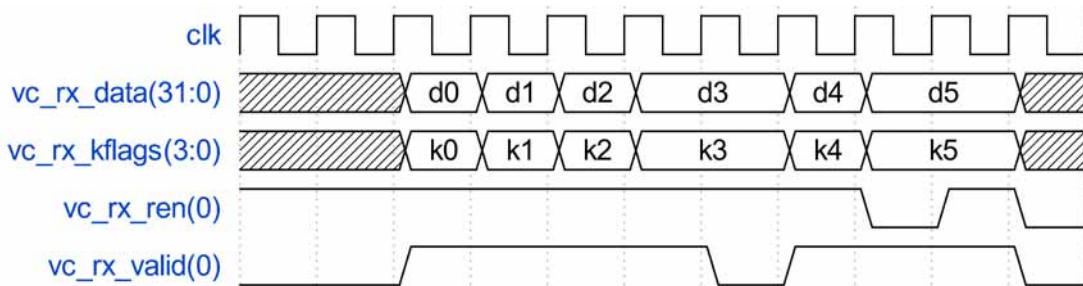 clk
vc_rx_data(31:0) d0 d1 d2 d3 d4 d5
vc_rx_kflags(3:0) k0 k1 k2 k3 k4 k5
vc_rx_ren(0)
vc_rx_valid(0)